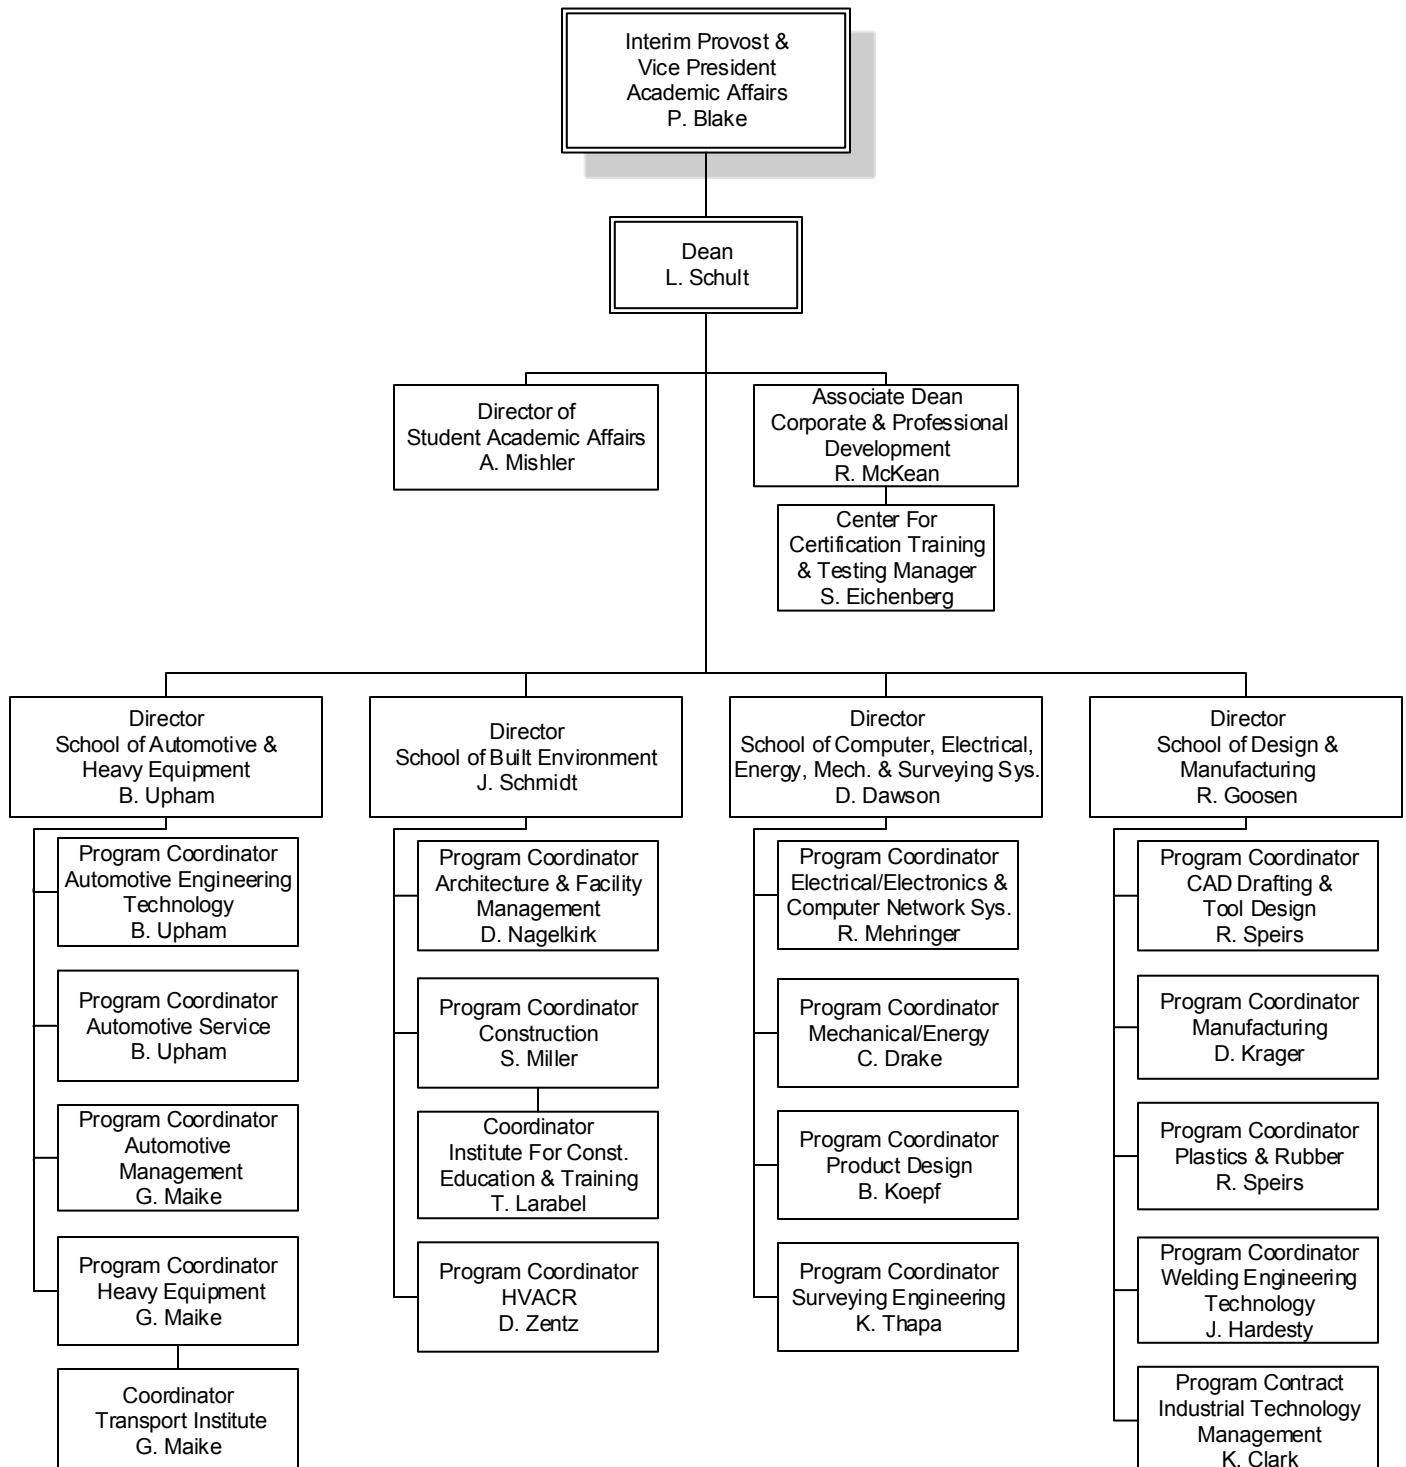 Interim Provost &
Vice President
Academic Affairs
P. Blake
Dean
L. Schult
Director of
Student Academic Affairs
A. Mishler
Associate Dean
Corporate & Professional
Development
R. McKean
Center For
Certification Training
& Testing Manager
S. Eichenberg
Director
School of Automotive &
Heavy Equipment
B. Upham
Program Coordinator
Automotive Engineering
Technology
B. Upham
Program Coordinator
Automotive Service
B. Upham
Program Coordinator
Automotive
Management
G. Maike
Program Coordinator
Heavy Equipment
G. Maike
Coordinator
Transport Institute
G. Maike
Director
School of Built Environment
J. Schmidt
Program Coordinator
Architecture & Facility
Management
D. Nagelkirk
Program Coordinator
Construction
S. Miller
Coordinator
Institute For Const.
Education & Training
T. Larabel
Program Coordinator
HVACR
D. Zentz
Director
School of Computer, Electrical,
Energy, Mech. & Surveying Sys.
D. Dawson
Program Coordinator
Electrical/Electronics &
Computer Network Sys.
R. Mehringer
Program Coordinator
Mechanical/Energy
C. Drake
Program Coordinator
Product Design
B. Koepf
Program Coordinator
Surveying Engineering
K. Thapa
Director
School of Design &
Manufacturing
R. Goosen
Program Coordinator
CAD Drafting &
Tool Design
R. Speirs
Program Coordinator
Manufacturing
D. Krager
Program Coordinator
Plastics & Rubber
R. Speirs
Program Coordinator
Welding Engineering
Technology
J. Hardesty
Program Contract
Industrial Technology
Management
K. Clark